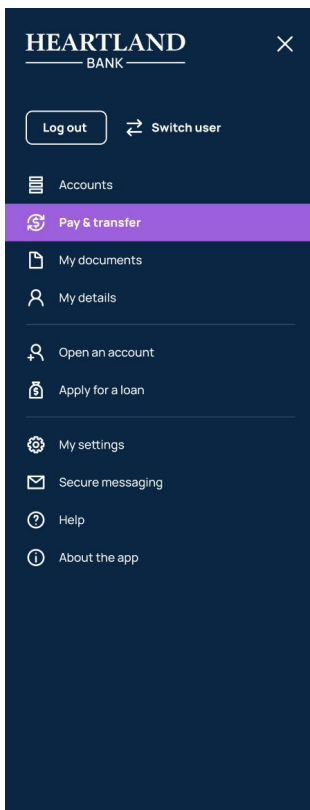 HEARTLAND
BANK
Log out
Switch user
Accounts
Pay & transfer
My documents
My details
Open an account
Apply for a loan
My settings
Secure messaging
Help
About the app